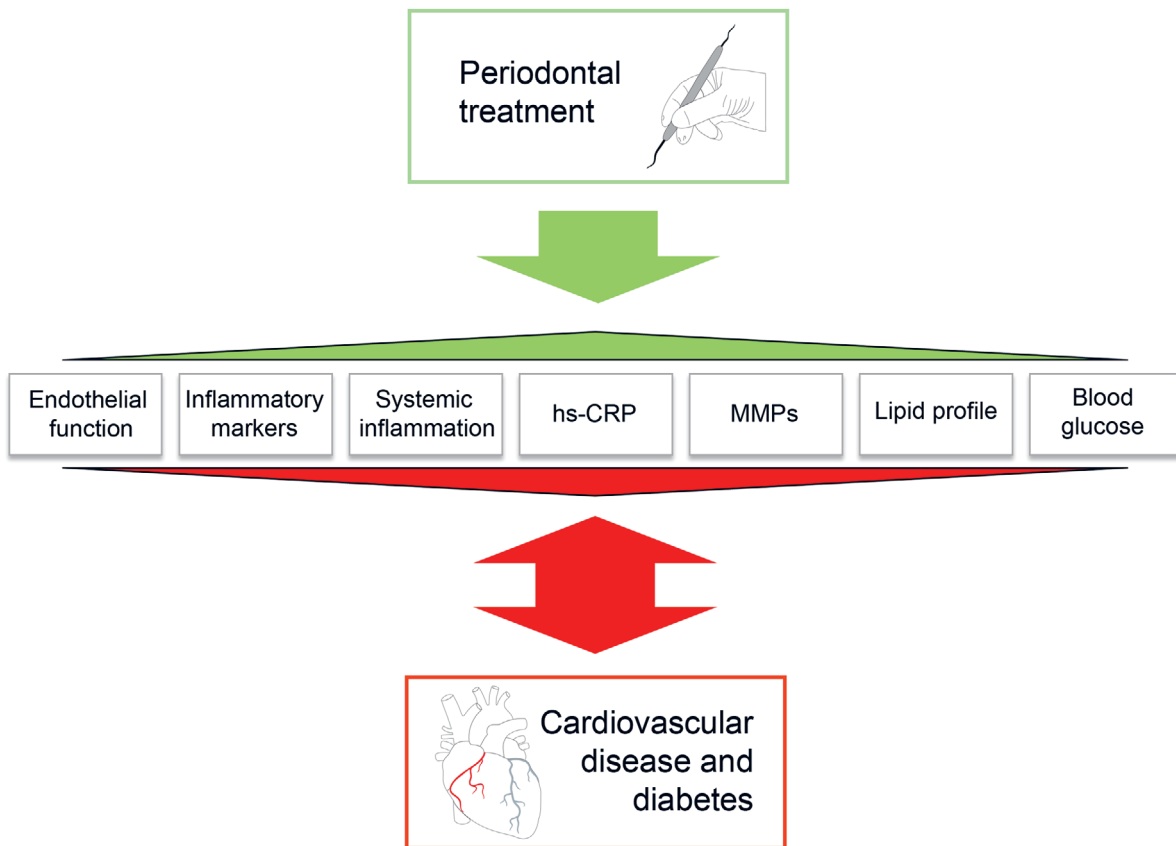 Periodontal
treatment
Endothelial
function
Inflammatory
markers
Systemic
inflammation
hs-CRP
MMPs
Lipid profile
Blood
glucose
Cardiovascular
disease and
diabetes